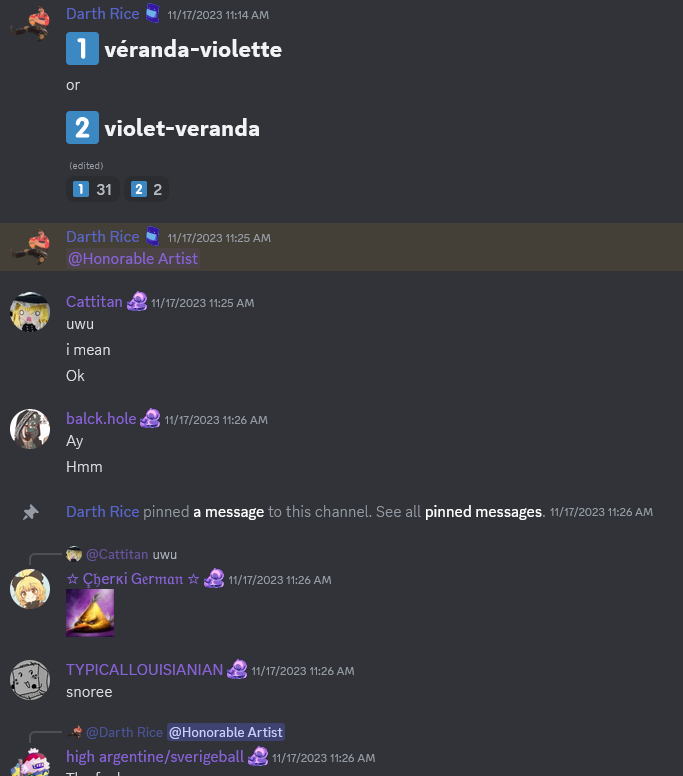 Darth Rice 11/17/2023 11:14 AM
1 véranda-violette
or
2 violet-veranda
(edited)
1 31 2 2
Darth Rice 11/17/2023 11:25 AM
@Honorable Artist
Cattitan 11/17/2023 11:25 AM
uwu
i mean
Ok
balck.hole 11/17/2023 11:26 AM
Ay
Hmm
Darth Rice pinned a message to this channel. See all pinned messages. 11/17/2023 11:26 AM
@Cattitan uwu
☆ Çհҽɾκі Gєɾmαη ☆ 11/17/2023 11:26 AM
TYPICALLOUISIANIAN 11/17/2023 11:26 AM
snoree
@Darth Rice @Honorable Artist
high argentine/sverigeball 11/17/2023 11:26 AM